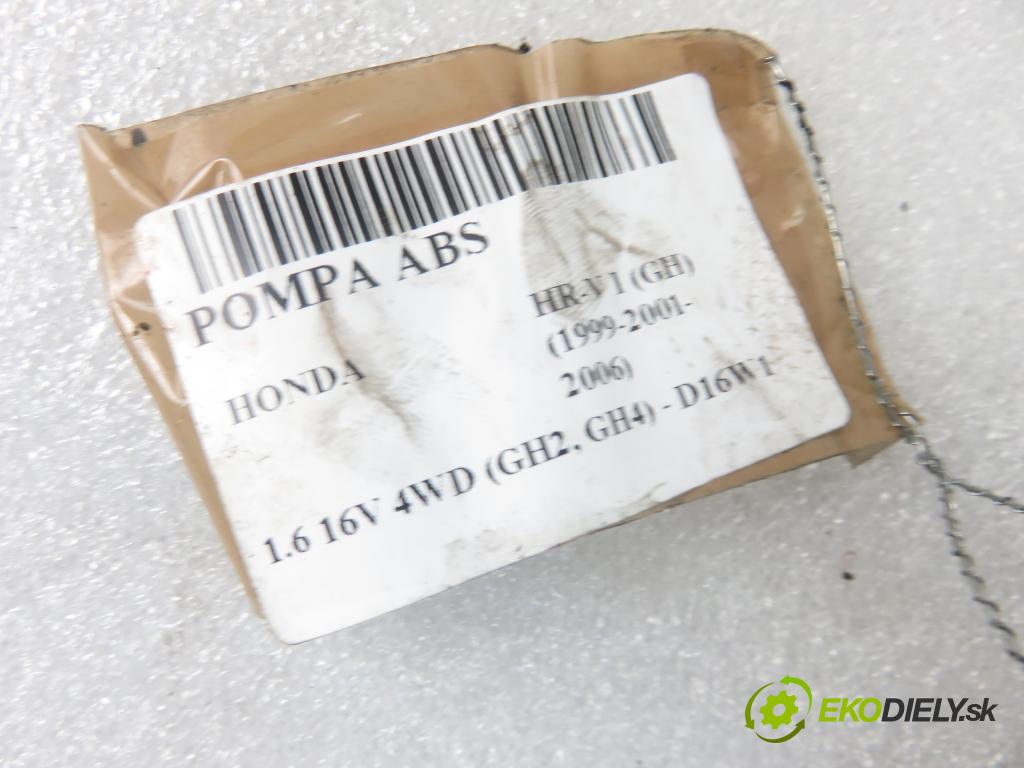 POMPA ABS
HONDA
HR-V I (GH)
(1999-2001-
2006)
1.6 16V 4WD (GH2, GH4) - D16W1
EKODIELY.sk